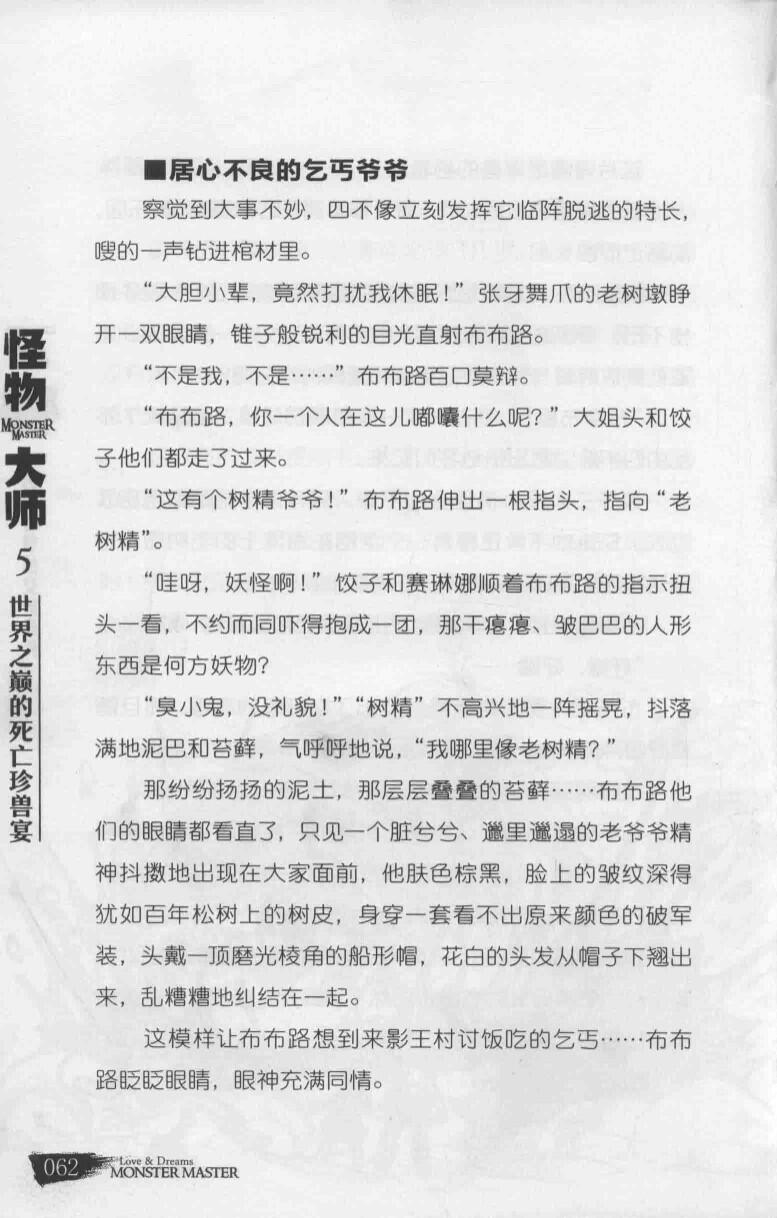 ■居心不良的乞丐爷爷
察觉到大事不妙，四不像立刻发挥它临阵脱逃的特长，
嗖的一声钻进棺材里。
“大胆小辈，竟然打扰我休眠！”张牙舞爪的老树墩睁
开一双眼睛，锥子般锐利的目光直射布布路。
“不是我，不是……”布布路百口莫辩。
“布布路，你一个人在这儿嘟囔什么呢？”大姐头和饺
子他们都走了过来。
“这有个树精爷爷！”布布路伸出一根指头，指向“老
树精”。
“哇呀，妖怪啊！”饺子和赛琳娜顺着布布路的指示扭
头一看，不约而同吓得抱成一团，那干瘪瘪、皱巴巴的人形
东西是何方妖物？
“臭小鬼，没礼貌！”“树精”不高兴地一阵摇晃，抖落
满地泥巴和苔藓，气呼呼地说，“我哪里像老树精？”
那纷纷扬扬的泥土，那层层叠叠的苔藓……布布路他
们的眼睛都看直了，只见一个脏兮兮、邋里邋遢的老爷爷精
神抖擞地出现在大家面前，他肤色棕黑，脸上的皱纹深得
犹如百年松树上的树皮，身穿一套看不出原来颜色的破军
装，头戴一顶磨光棱角的船形帽，花白的头发从帽子下翘出
来，乱糟糟地纠结在一起。
这模样让布布路想到来影王村讨饭吃的乞丐……布布
路眨眨眼睛，眼神充满同情。
怪物
MONSTER
MASTER
大师
5
世界之巅的死亡珍兽宴
062
Love & Dreams
MONSTER MASTER